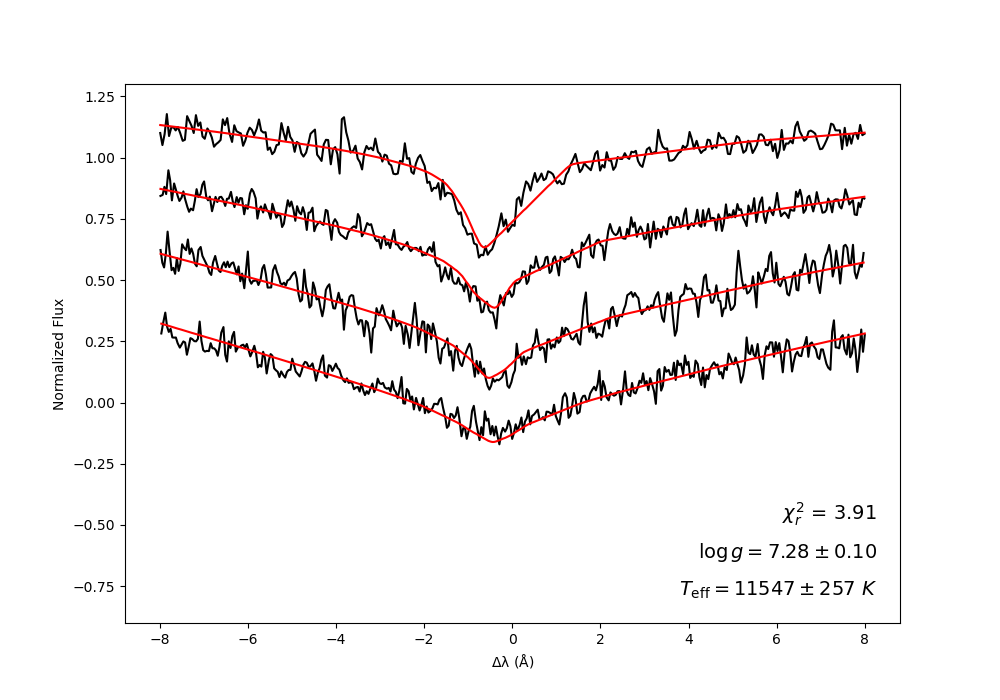 1.25
1.00
0.75
0.50
0.25
0.00
−0.25
−0.50
−0.75
Normalized Flux
χ²ᵣ = 3.91
log g = 7.28 ± 0.10
T_eff = 11547 ± 257 K
−8 −6 −4 −2 0 2 4 6 8
Δλ (Å)